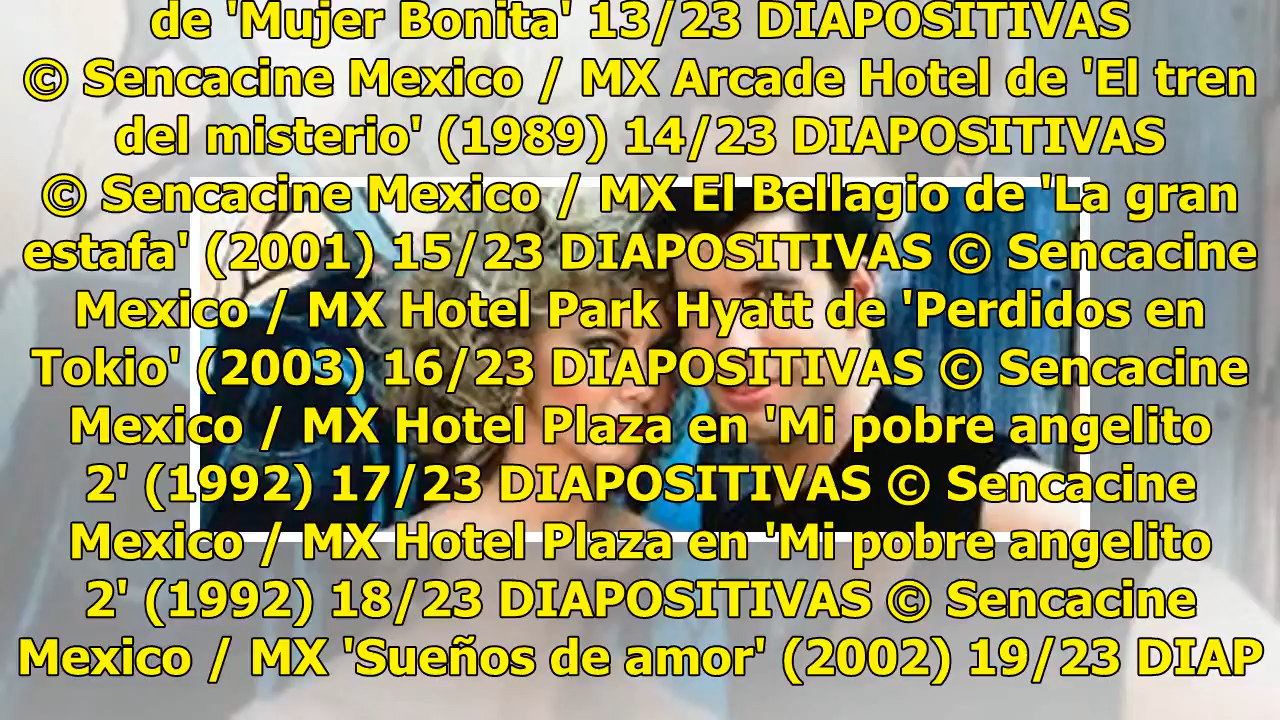 de 'Mujer Bonita' 13/23 DIAPOSITIVAS
© Sencacine Mexico / MX Arcade Hotel de 'El tren
del misterio' (1989) 14/23 DIAPOSITIVAS
© Sencacine Mexico / MX El Bellagio de 'La gran
estafa' (2001) 15/23 DIAPOSITIVAS © Sencacine
Mexico / MX Hotel Park Hyatt de 'Perdidos en
Tokio' (2003) 16/23 DIAPOSITIVAS © Sencacine
Mexico / MX Hotel Plaza en 'Mi pobre angelito
2' (1992) 17/23 DIAPOSITIVAS © Sencacine
Mexico / MX Hotel Plaza en 'Mi pobre angelito
2' (1992) 18/23 DIAPOSITIVAS © Sencacine
Mexico / MX 'Sueños de amor' (2002) 19/23 DIAP